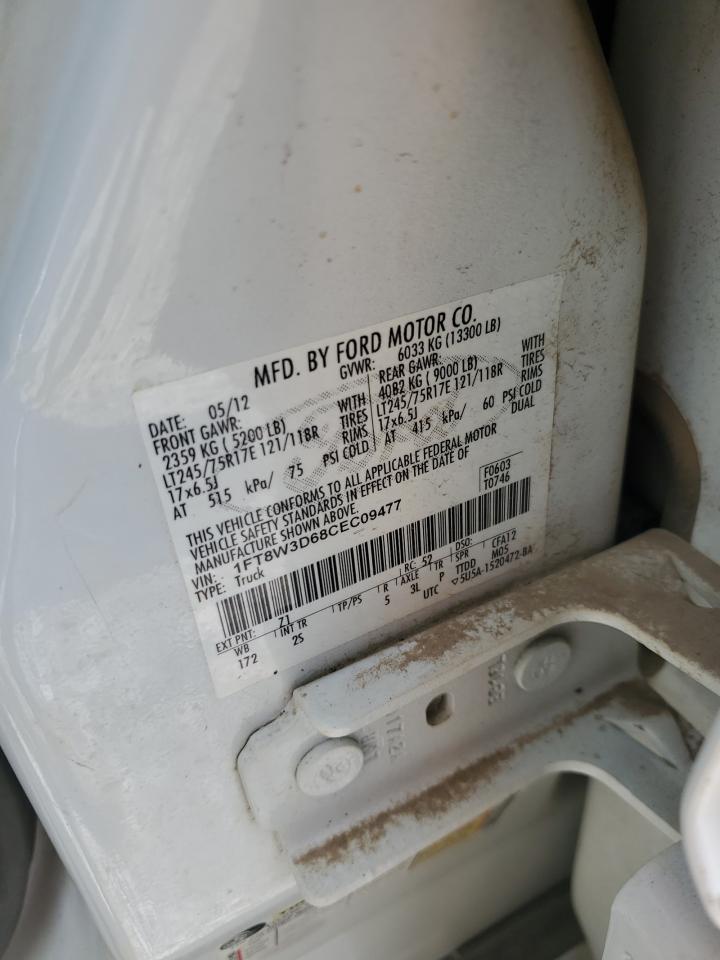 MFD. BY FORD MOTOR CO.
DATE: 05/12 GVWR: 6033 KG (13300 LB)
FRONT GAWR: REAR GAWR:
2359 KG ( 5200 LB) WITH 4082 KG ( 9000 LB) WITH
LT245/75R17E 121/118R TIRES LT245/75R17E 121/118R TIRES
17x6.5J RIMS 17x6.5J RIMS
AT 515 kPa/ 75 PSI COLD AT 415 kPa/ 60 PSI COLD
DUAL
THIS VEHICLE CONFORMS TO ALL APPLICABLE FEDERAL MOTOR
VEHICLE SAFETY STANDARDS IN EFFECT ON THE DATE OF
MANUFACTURE SHOWN ABOVE.
VIN: 1FT8W3D68CEC09477
TYPE: Truck
F0603
T0746
EXT PNT: Z1 RC: 52 DSO:
WB INT TR TP/PS R AXLE TR SPR CFA12
172 2S 5 3L P TTDD M05
UTC ▽5U5A-1520472-BA